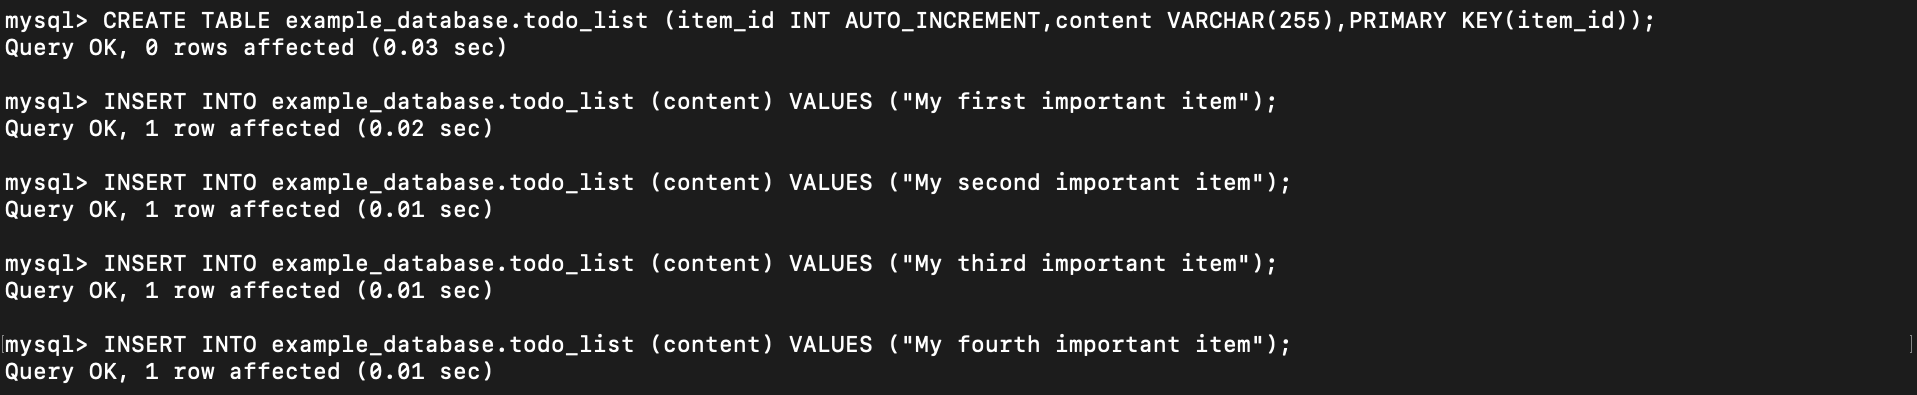 mysql> CREATE TABLE example_database.todo_list (item_id INT AUTO_INCREMENT,content VARCHAR(255),PRIMARY KEY(item_id));
Query OK, 0 rows affected (0.03 sec)
mysql> INSERT INTO example_database.todo_list (content) VALUES ("My first important item");
Query OK, 1 row affected (0.02 sec)
mysql> INSERT INTO example_database.todo_list (content) VALUES ("My second important item");
Query OK, 1 row affected (0.01 sec)
mysql> INSERT INTO example_database.todo_list (content) VALUES ("My third important item");
Query OK, 1 row affected (0.01 sec)
mysql> INSERT INTO example_database.todo_list (content) VALUES ("My fourth important item");
Query OK, 1 row affected (0.01 sec)